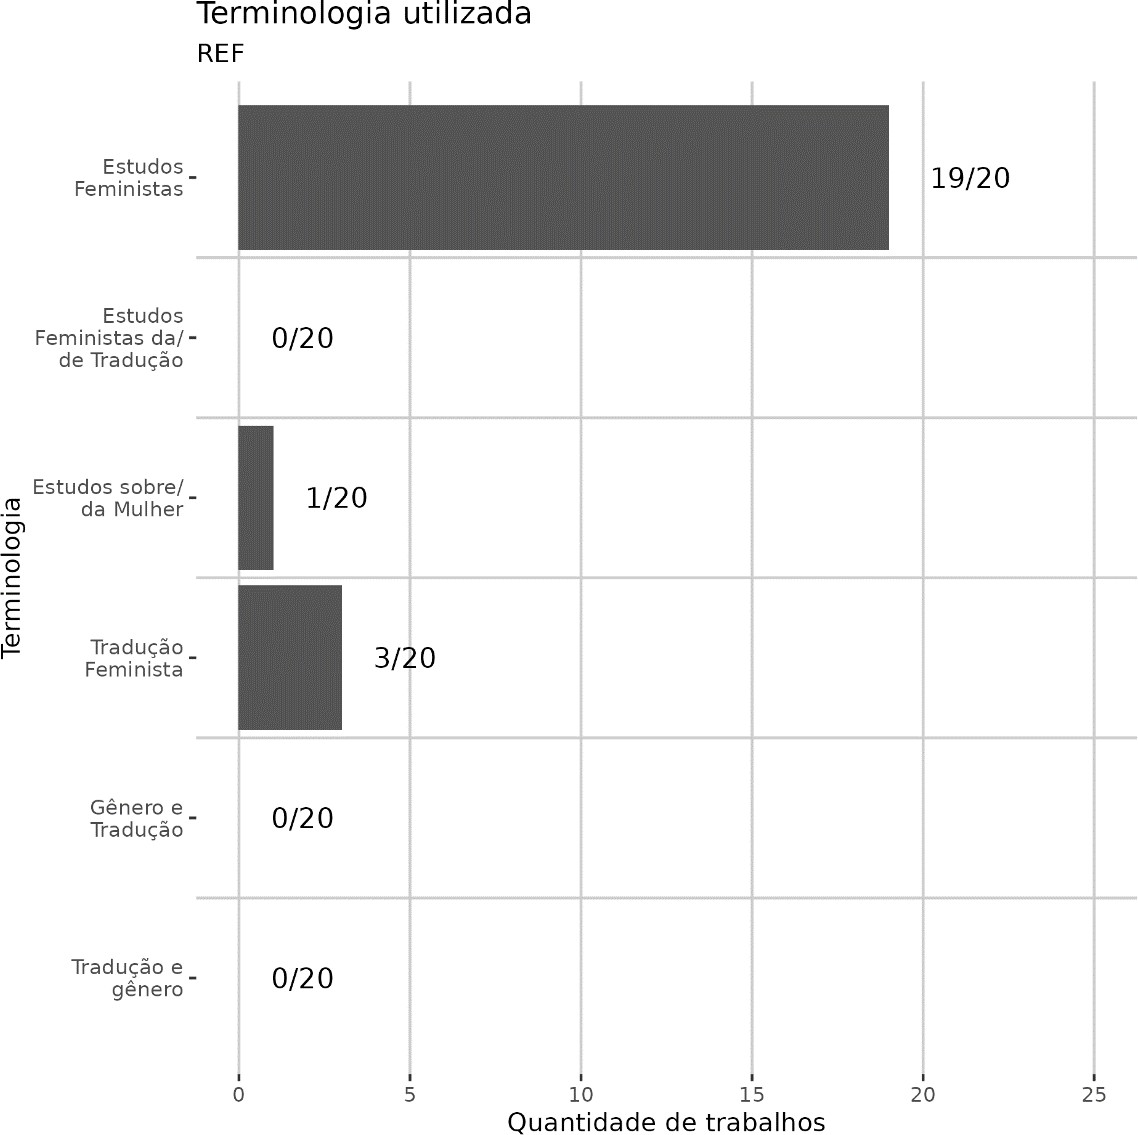 Terminologia utilizada
REF
Estudos
Feministas
19/20
Estudos
Feministas da/
de Tradução
0/20
Estudos sobre/
da Mulher
1/20
Tradução
Feminista
3/20
Gênero e
Tradução
0/20
Tradução e
gênero
0/20
Terminologia
0 5 10 15 20 25
Quantidade de trabalhos